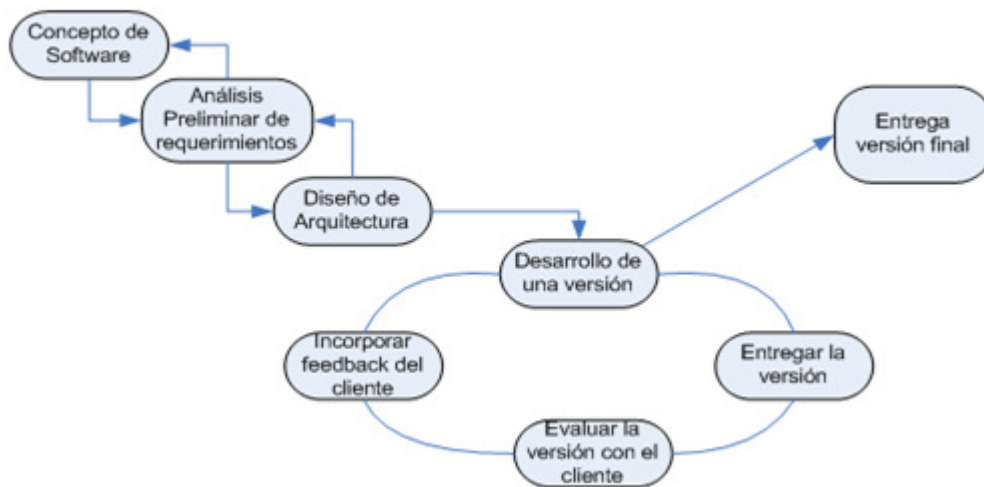 Concepto de
Software
Análisis
Preliminar de
requerimientos
Entrega
versión final
Diseño de
Arquitectura
Desarrollo de
una versión
Incorporar
feedback del
cliente
Entregar la
versión
Evaluar la
versión con el
cliente